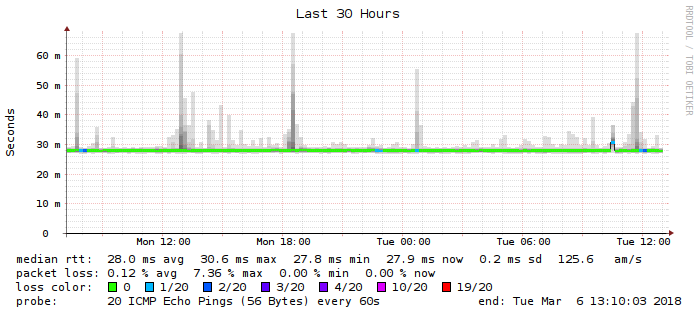 Last 30 Hours
RRDTOOL / TOBI OETIKER
Seconds
60 m
50 m
40 m
30 m
20 m
10 m
0
Mon 12:00 Mon 18:00 Tue 00:00 Tue 06:00 Tue 12:00
median rtt: 28.0 ms avg 30.6 ms max 27.8 ms min 27.9 ms now 0.2 ms sd 125.6 am/s
packet loss: 0.12 % avg 7.36 % max 0.00 % min 0.00 % now
loss color: 0 1/20 2/20 3/20 4/20 10/20 19/20
probe: 20 ICMP Echo Pings (56 Bytes) every 60s end: Tue Mar 6 13:10:03 2018